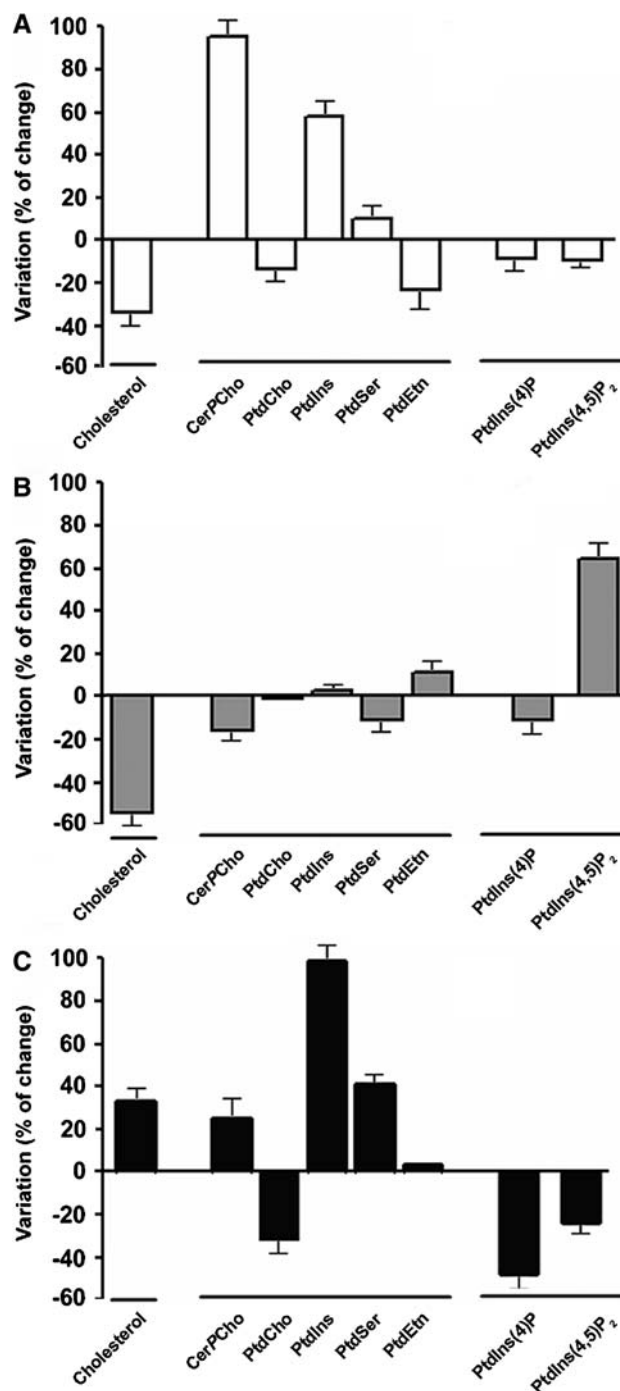 A
Variation (% of change)
100
80
60
40
20
0
-20
-40
-60
Cholesterol
CerPCho
PtdCho
PtdIns
PtdSer
PtdEtn
PtdIns(4)P
PtdIns(4,5)P₂
B
Variation (% of change)
100
80
60
40
20
0
-20
-40
-60
Cholesterol
CerPCho
PtdCho
PtdIns
PtdSer
PtdEtn
PtdIns(4)P
PtdIns(4,5)P₂
C
Variation (% of change)
100
80
60
40
20
0
-20
-40
-60
Cholesterol
CerPCho
PtdCho
PtdIns
PtdSer
PtdEtn
PtdIns(4)P
PtdIns(4,5)P₂